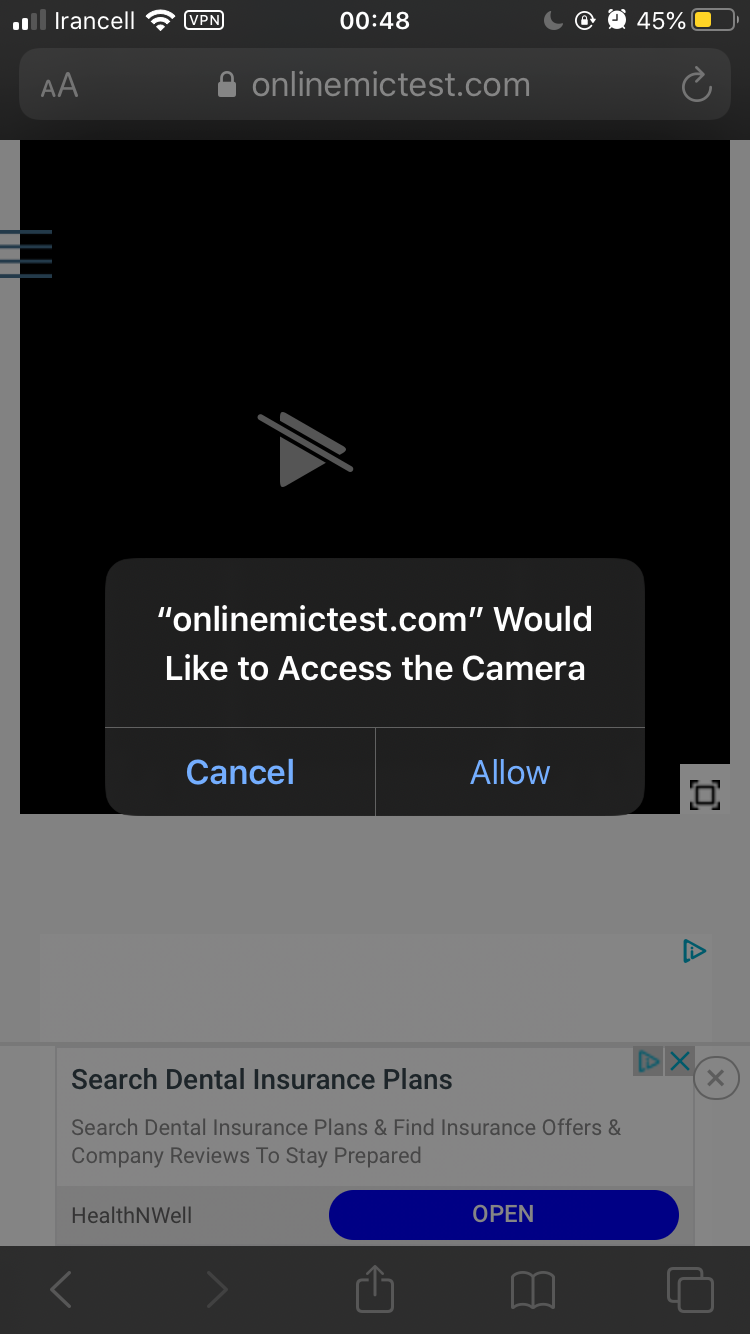 Irancell VPN 00:48 45%
AA onlinemictest.com
“onlinemictest.com” Would
Like to Access the Camera
Cancel Allow
Search Dental Insurance Plans
Search Dental Insurance Plans & Find Insurance Offers &
Company Reviews To Stay Prepared
HealthNWell OPEN